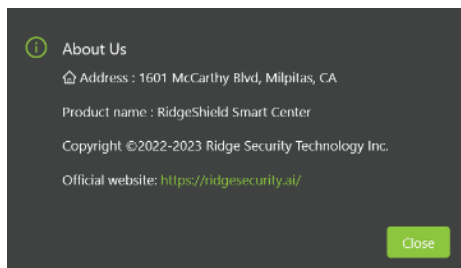 About Us
Address : 1601 McCarthy Blvd, Milpitas, CA
Product name : RidgeShield Smart Center
Copyright ©2022-2023 Ridge Security Technology Inc.
Official website: https://ridgesecurity.ai/
Close